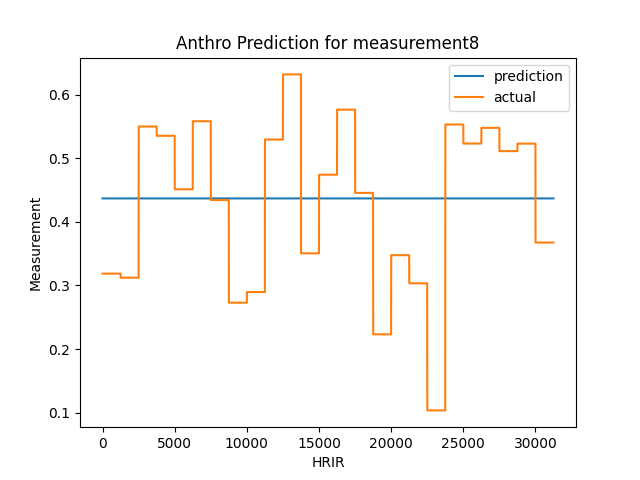 Anthro Prediction for measurement8
prediction
actual
Measurement
0.6
0.5
0.4
0.3
0.2
0.1
0 5000 10000 15000 20000 25000 30000
HRIR